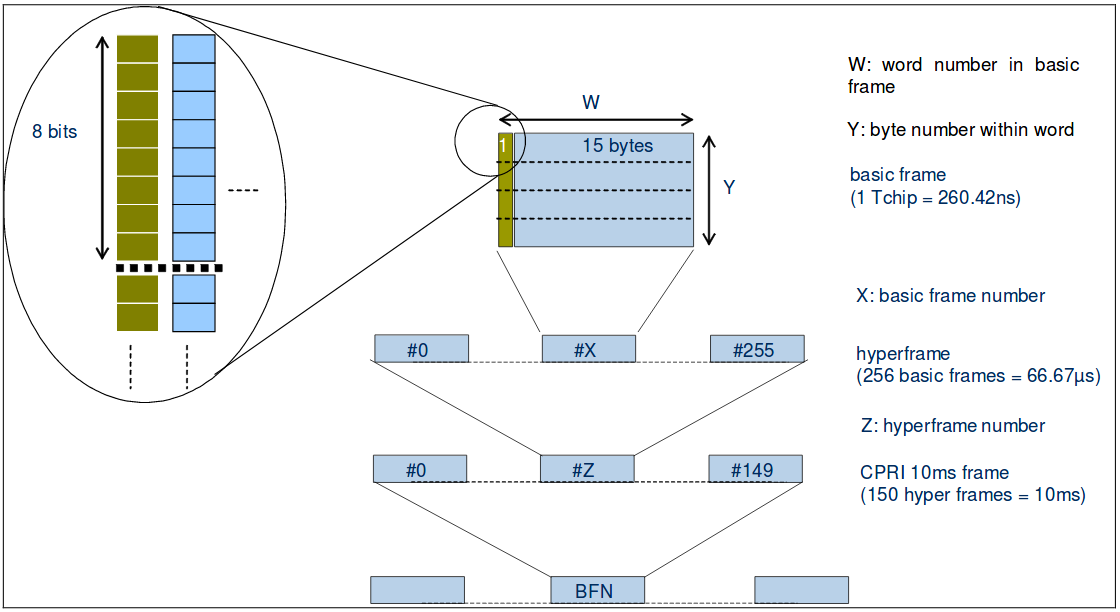 8 bits
W
1
15 bytes
Y
W: word number in basic
frame
Y: byte number within word
basic frame
(1 Tchip = 260.42ns)
X: basic frame number
#0
#X
#255
hyperframe
(256 basic frames = 66.67µs)
Z: hyperframe number
#0
#Z
#149
CPRI 10ms frame
(150 hyper frames = 10ms)
BFN